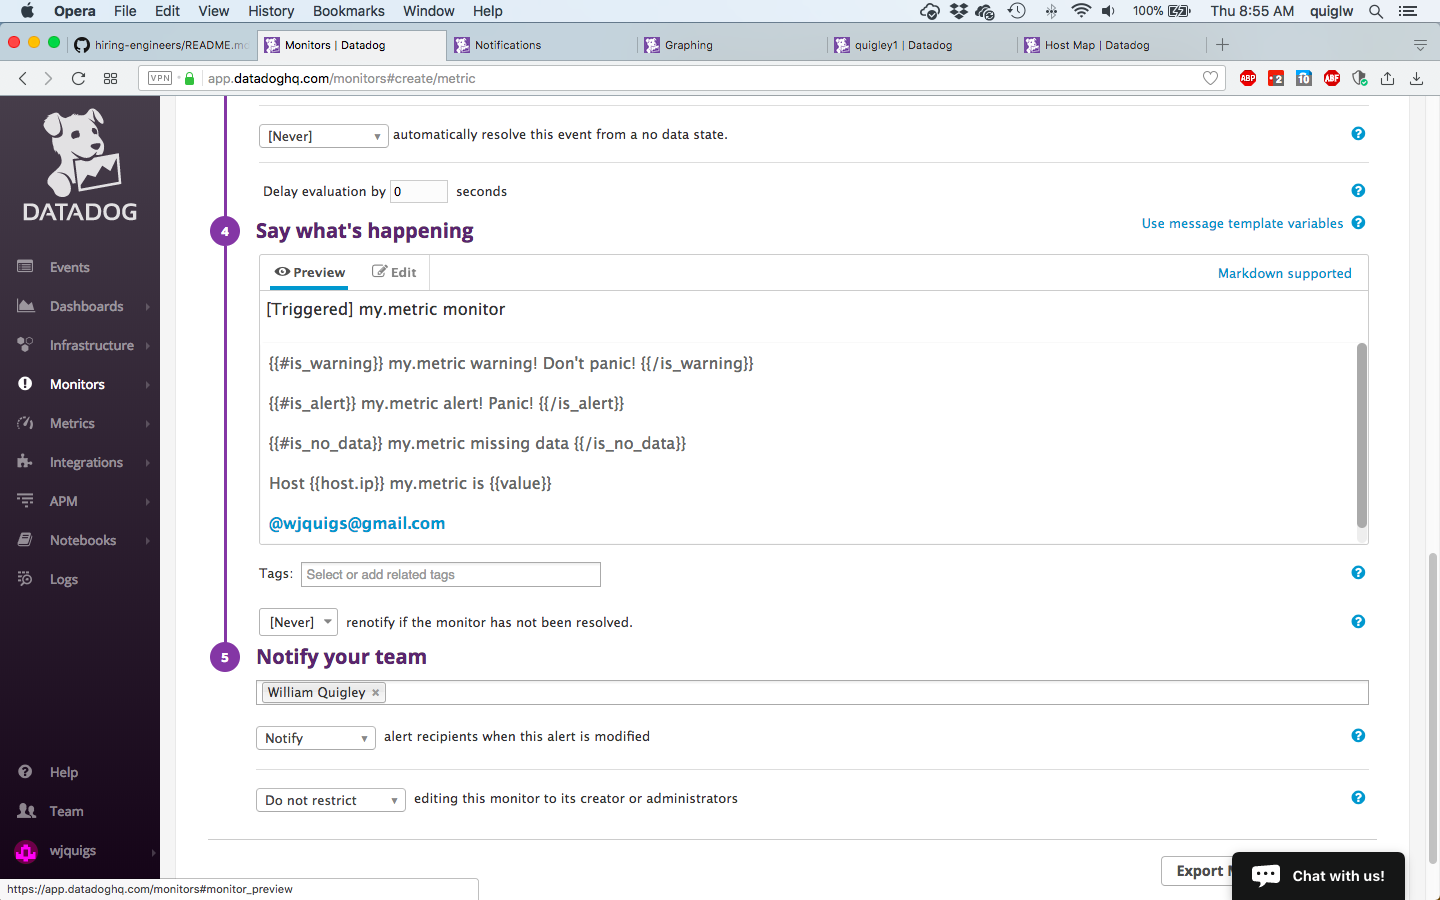 Opera File Edit View History Bookmarks Window Help 100% Thu 8:55 AM quiglw
hiring-engineers/README.m
Monitors | Datadog
Notifications
Graphing
quigley1 | Datadog
Host Map | Datadog
VPN app.datadoghq.com/monitors#create/metric
ABP 2 10 ABF
DATADOG
Events
Dashboards
Infrastructure
Monitors
Metrics
Integrations
APM
Notebooks
Logs
Help
Team
wjquigs
[Never] automatically resolve this event from a no data state. ?
Delay evaluation by 0 seconds ?
4 Say what's happening
Use message template variables ?
Preview Edit Markdown supported
[Triggered] my.metric monitor
{{#is_warning}} my.metric warning! Don't panic! {{/is_warning}}
{{#is_alert}} my.metric alert! Panic! {{/is_alert}}
{{#is_no_data}} my.metric missing data {{/is_no_data}}
Host {{host.ip}} my.metric is {{value}}
@wjquigs@gmail.com
Tags: Select or add related tags ?
[Never] renotify if the monitor has not been resolved. ?
5 Notify your team
William Quigley ×
Notify alert recipients when this alert is modified ?
Do not restrict editing this monitor to its creator or administrators ?
Export
Chat with us!
https://app.datadoghq.com/monitors#monitor_preview